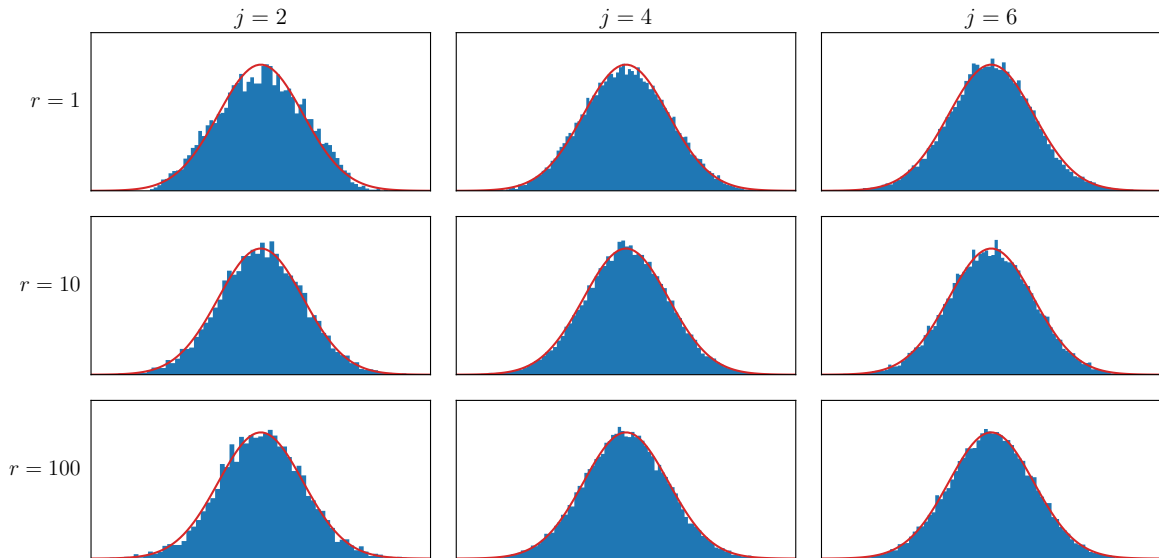 j = 2
j = 4
j = 6
r = 1
r = 10
r = 100